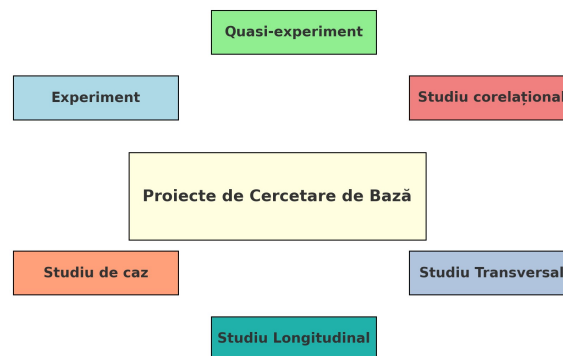 Quasi-experiment
Experiment
Studiu corelațional
Proiecte de Cercetare de Bază
Studiu de caz
Studiu Transversal
Studiu Longitudinal